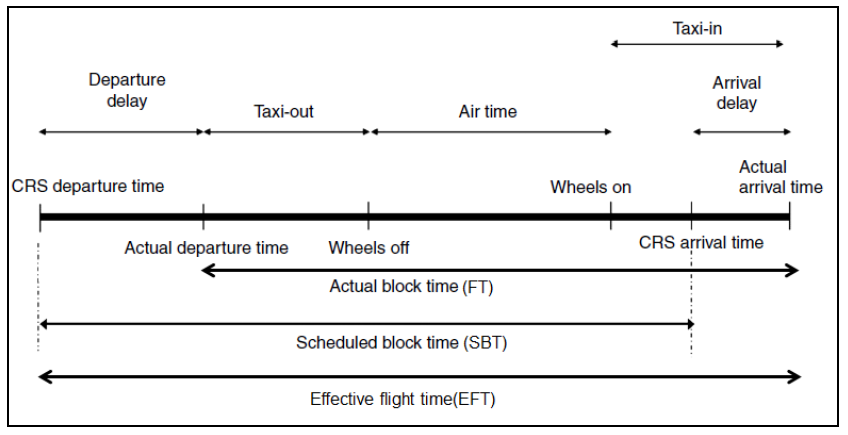 Taxi-in
Departure
delay
Taxi-out
Air time
Arrival
delay
CRS departure time
Wheels on
Actual
arrival time
Actual departure time
Wheels off
CRS arrival time
Actual block time (FT)
Scheduled block time (SBT)
Effective flight time(EFT)